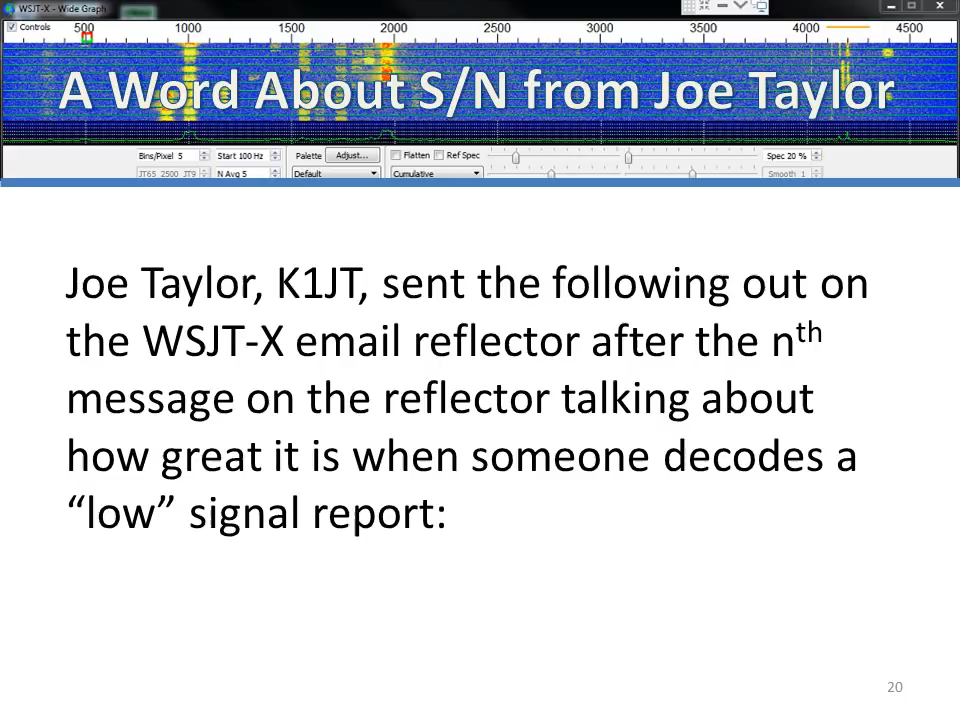 WSJT-X - Wide Graph
Controls 500 1000 1500 2000 2500 3000 3500 4000 4500
A Word About S/N from Joe Taylor
Bins/Pixel 5 Start 100 Hz Palette Adjust... Flatten Ref Spec Spec 20 %
JT65 2500 JT9 N Avg 5 Default Cumulative Smooth 1
Joe Taylor, K1JT, sent the following out on
the WSJT-X email reflector after the nth
message on the reflector talking about
how great it is when someone decodes a
“low” signal report:
20